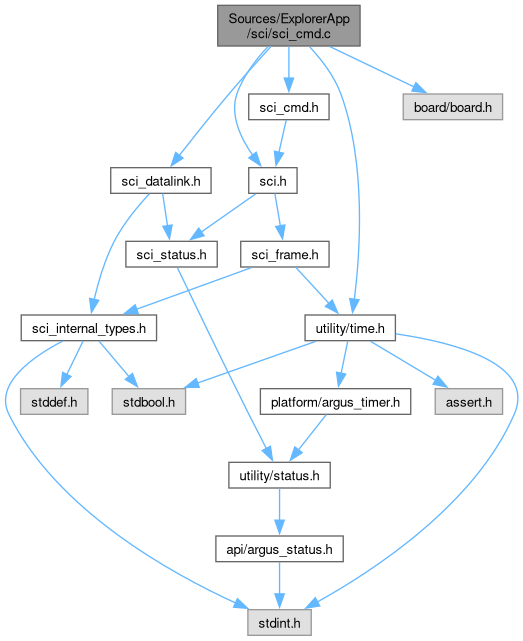 Sources/ExplorerApp
/sci/sci_cmd.c
sci_cmd.h
board/board.h
sci_datalink.h
sci.h
sci_status.h
sci_frame.h
sci_internal_types.h
utility/time.h
stddef.h
stdbool.h
platform/argus_timer.h
assert.h
utility/status.h
api/argus_status.h
stdint.h